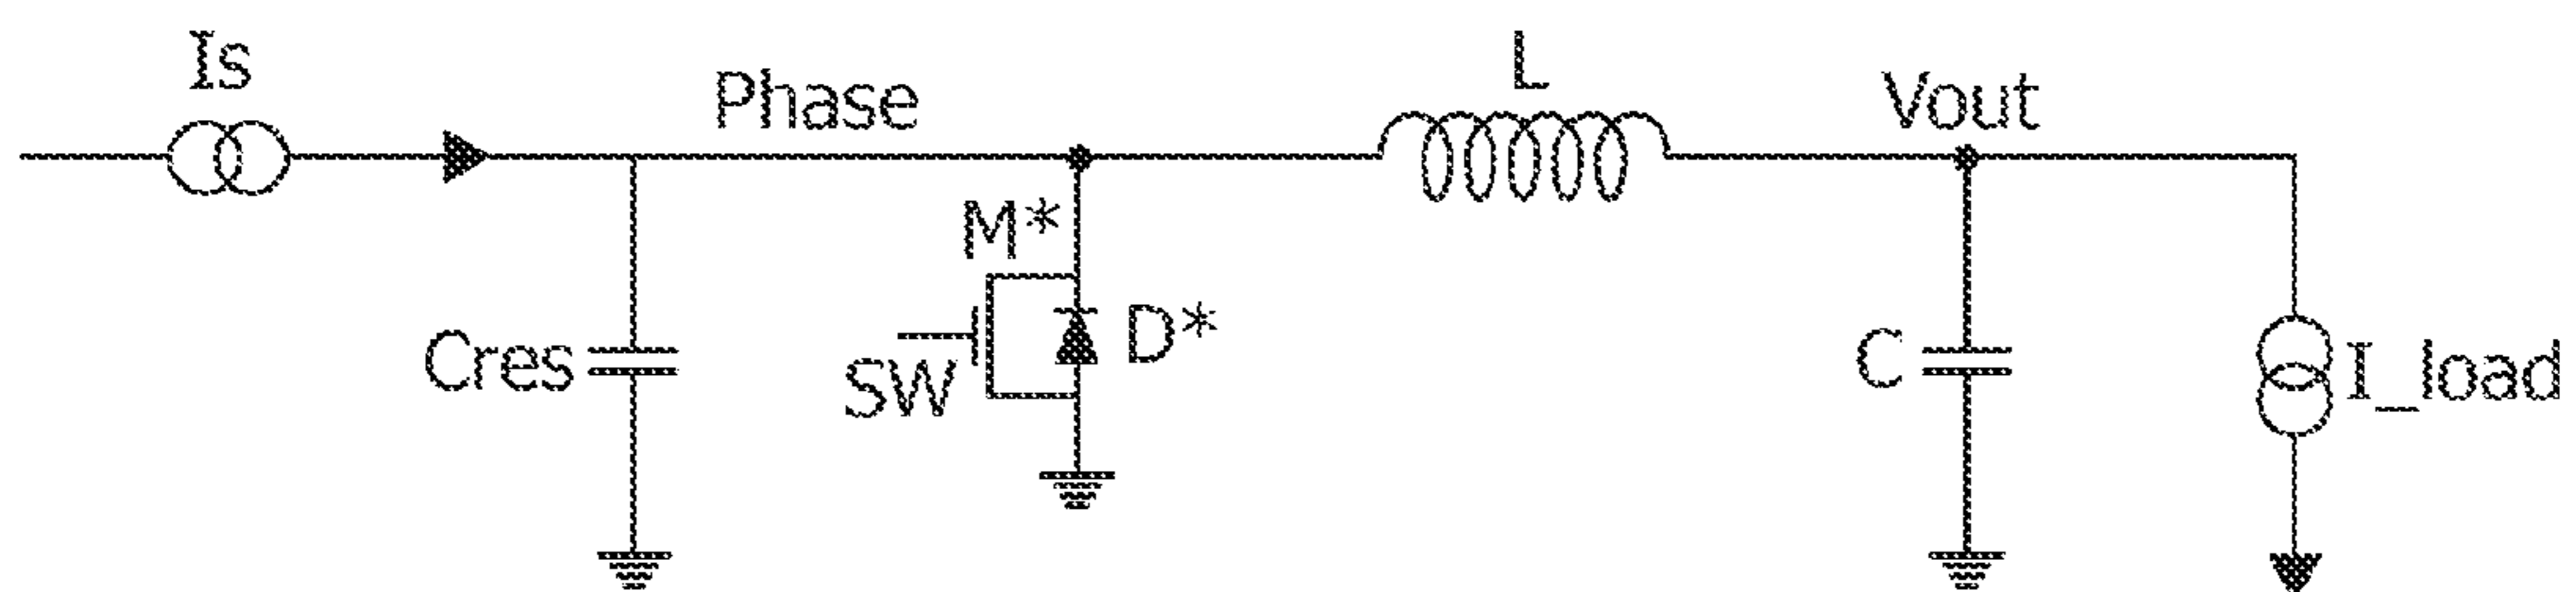 Is
Phase
L
Vout
M*
D*
Cres
SW
C
I_load